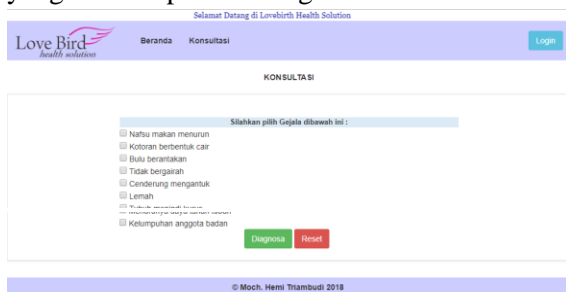 Selamat Datang di Lovebirth Health Solution
Love Bird
health solution
Beranda Konsultasi
Login
KONSULTASI
Silahkan pilih Gejala dibawah ini :
Nafsu makan menurun
Kotoran berbentuk cair
Bulu berantakan
Tidak bergairah
Cenderung mengantuk
Lemah
Kelumpuhan anggota badan
Diagnosa Reset
© Moch. Hemi Triambudi 2018